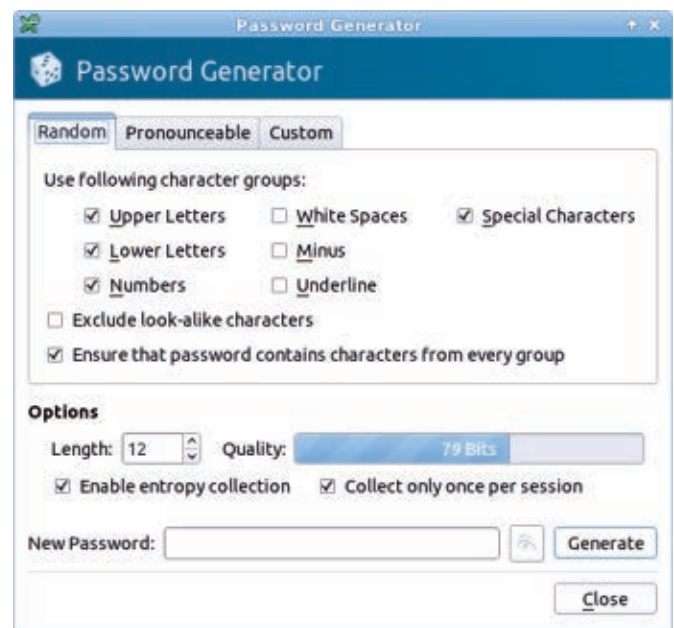 Password Generator
Password Generator
Random Pronounceable Custom
Use following character groups:
Upper Letters White Spaces Special Characters
Lower Letters Minus
Numbers Underline
Exclude look-alike characters
Ensure that password contains characters from every group
Options
Length: 12 Quality: 79 Bits
Enable entropy collection Collect only once per session
New Password: Generate
Close